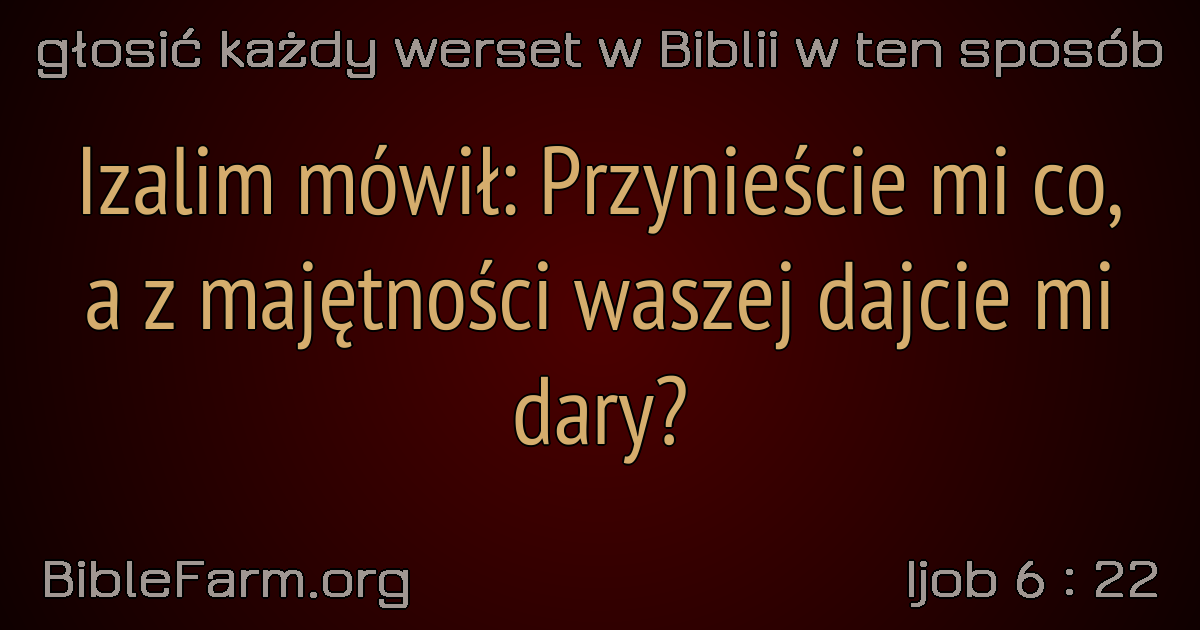 głosić każdy werset w Biblii w ten sposób
Izalim mówił: Przynieście mi co,
a z majętności waszej dajcie mi
dary?
BibleFarm.org
Ijob 6 : 22